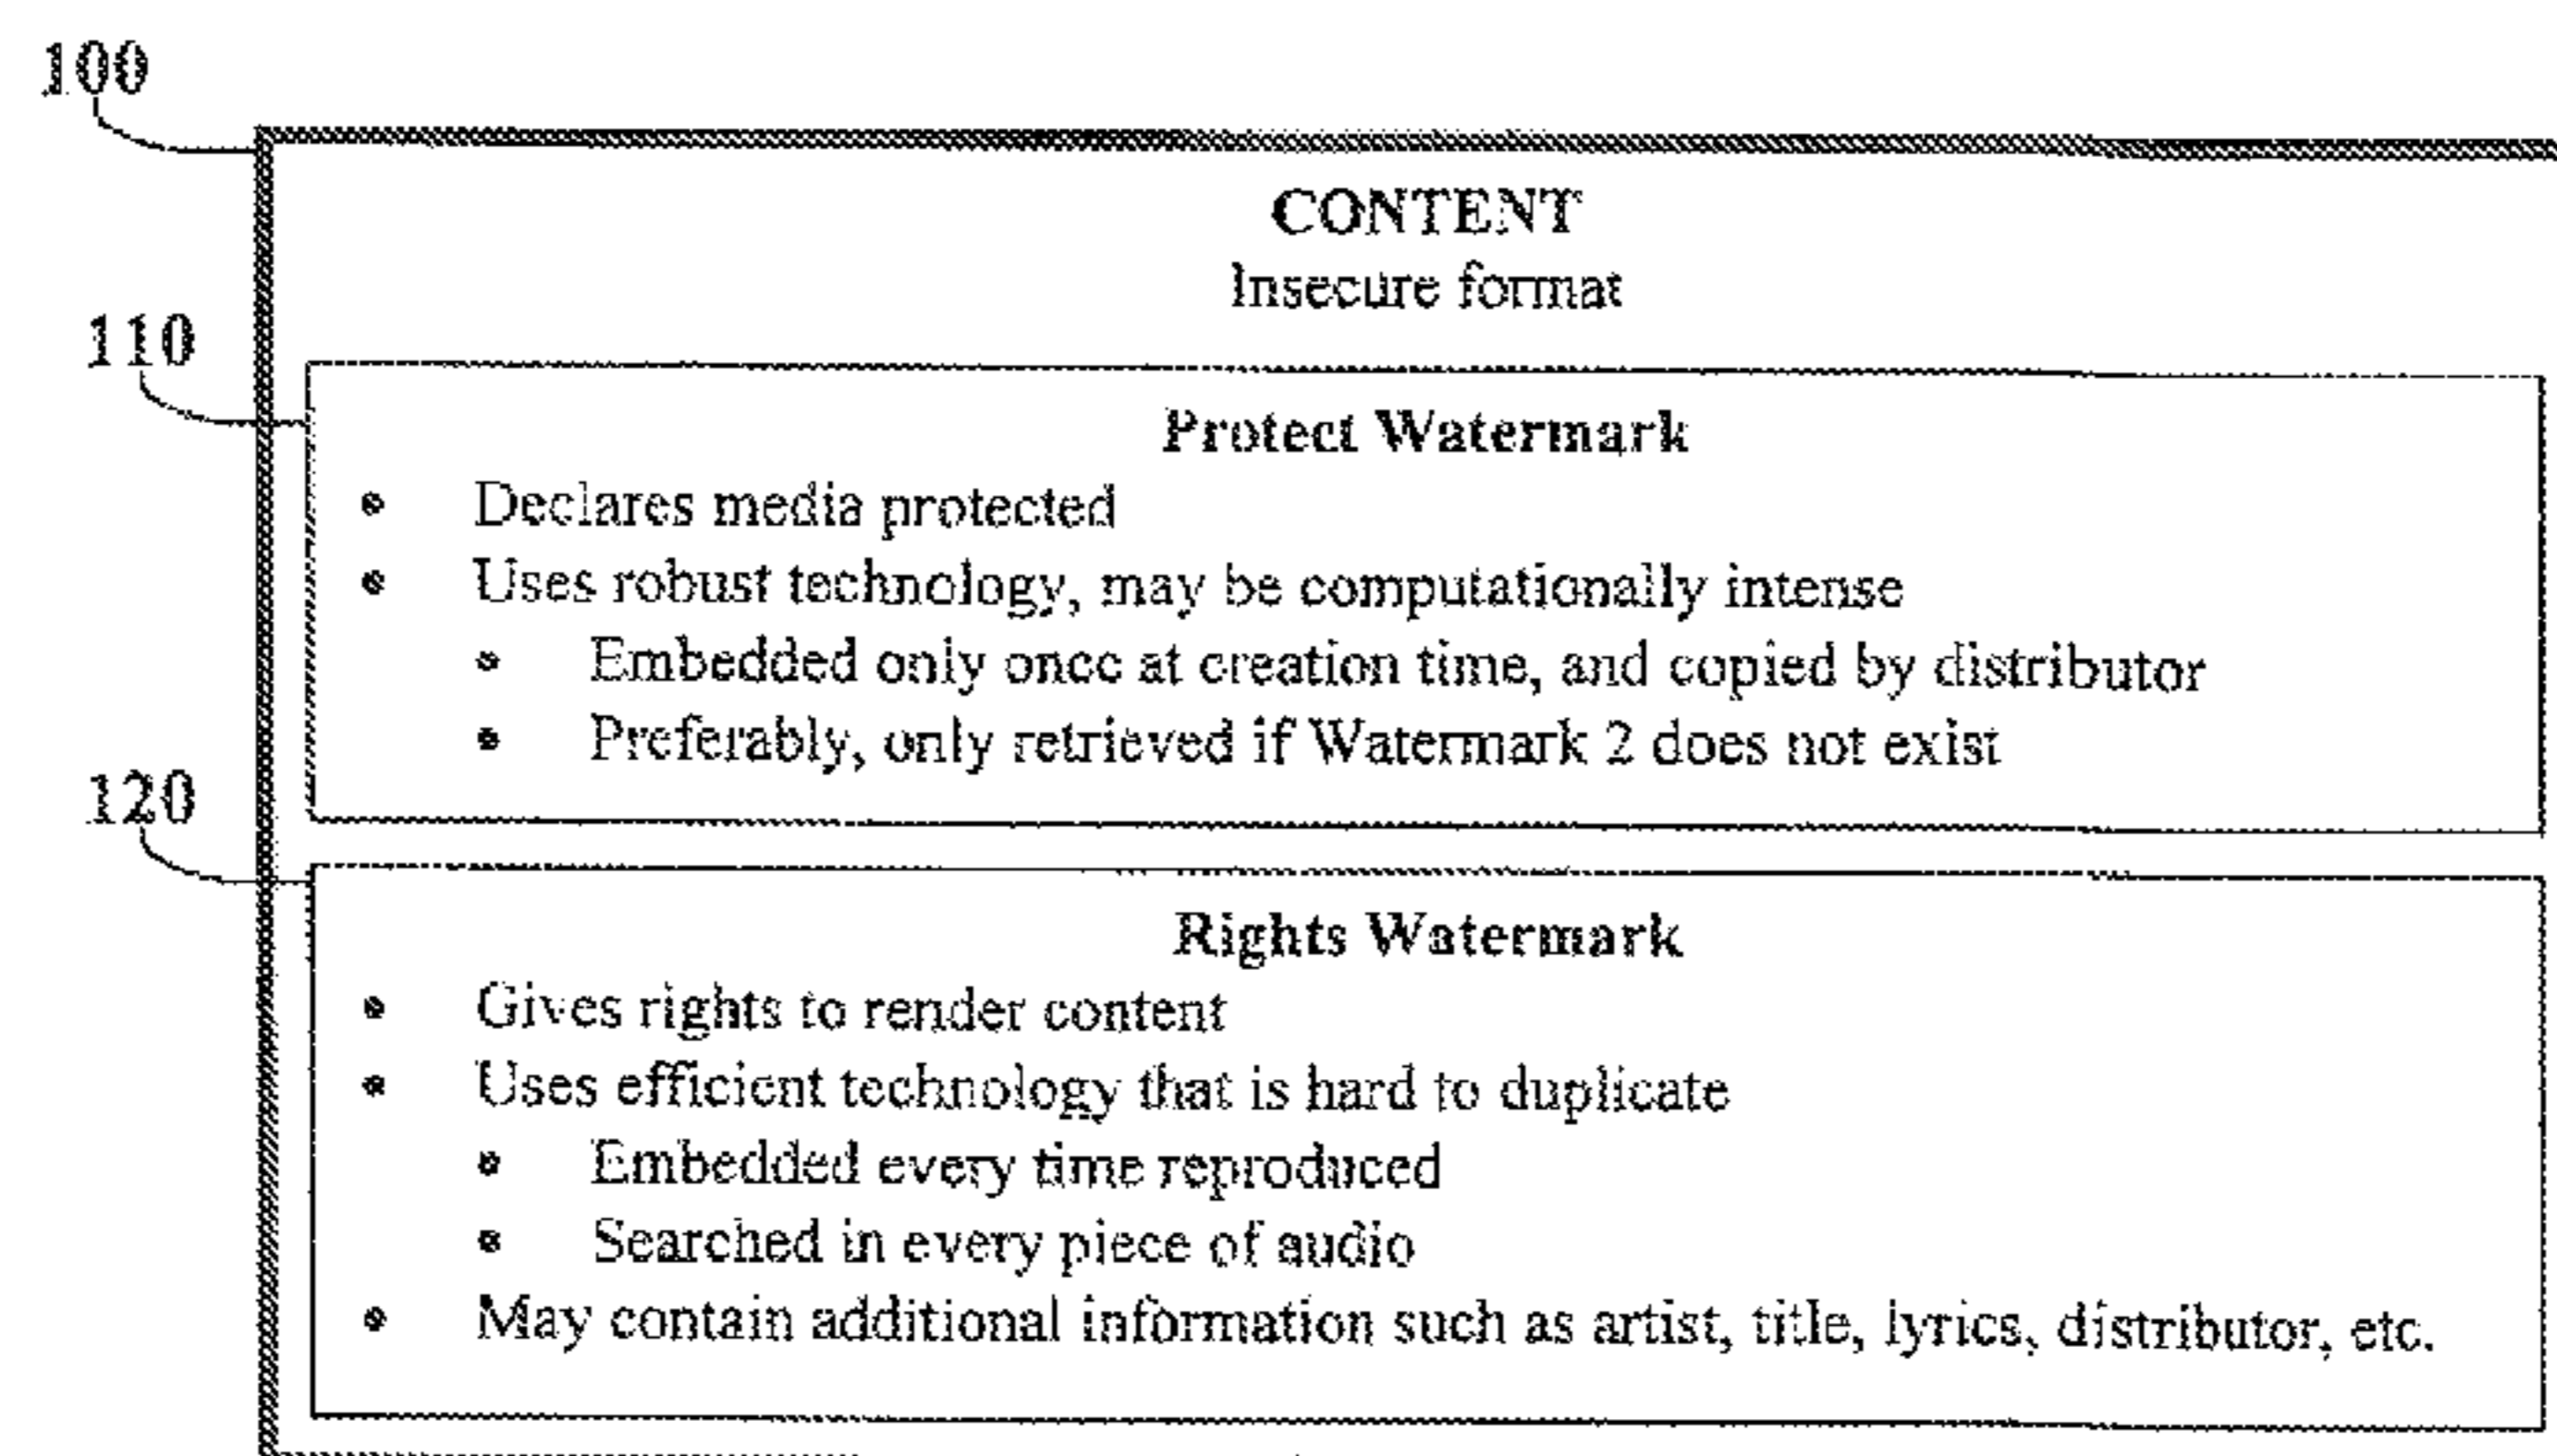 100
CONTENT
Insecure format
110
Protect Watermark
• Declares media protected
• Uses robust technology, may be computationally intense
• Embedded only once at creation time, and copied by distributor
• Preferably, only retrieved if Watermark 2 does not exist
120
Rights Watermark
• Gives rights to render content
• Uses efficient technology that is hard to duplicate
• Embedded every time reproduced
• Searched in every piece of audio
• May contain additional information such as artist, title, lyrics, distributor, etc.